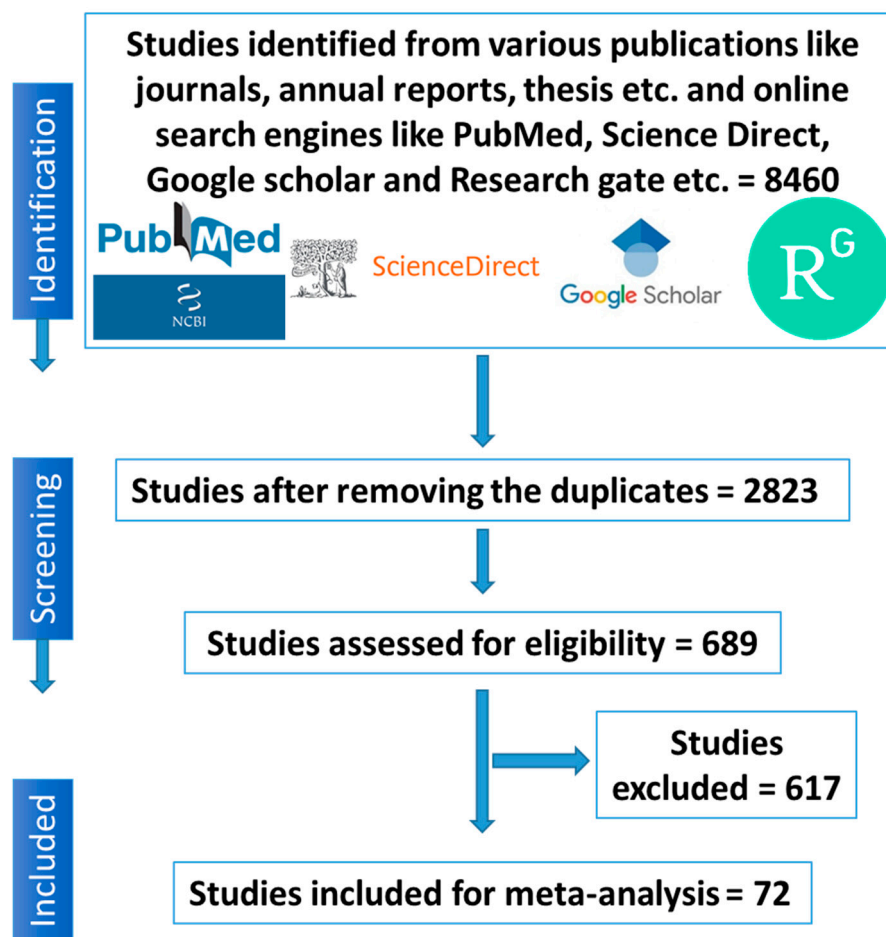 Identification
Studies identified from various publications like
journals, annual reports, thesis etc. and online
search engines like PubMed, Science Direct,
Google scholar and Research gate etc. = 8460
PubMed
NCBI
ScienceDirect
Google Scholar
RG
Screening
Studies after removing the duplicates = 2823
Studies assessed for eligibility = 689
Studies
excluded = 617
Included
Studies included for meta-analysis = 72